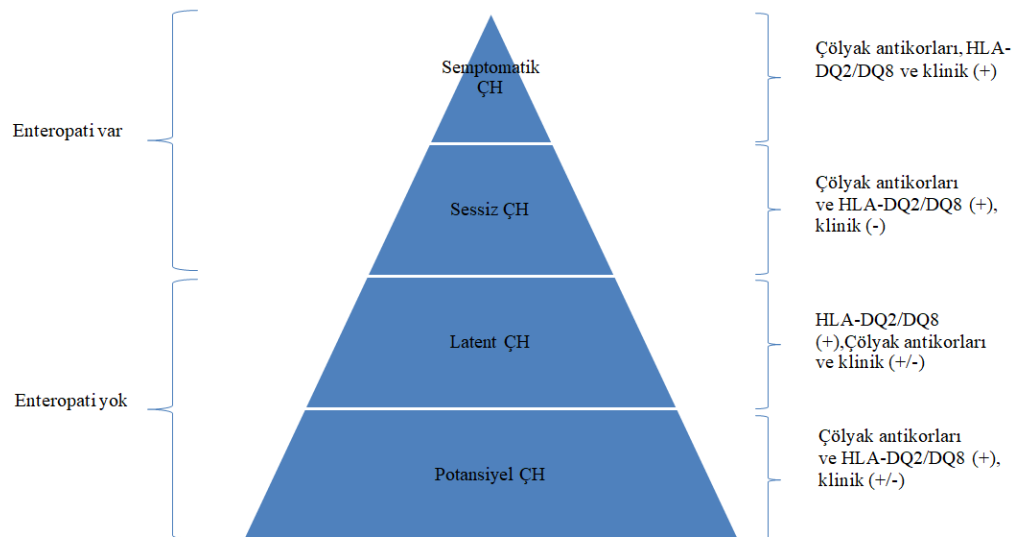 Semptomatik
ÇH
Çölyak antikorları, HLA-
DQ2/DQ8 ve klinik (+)
Enteropati var
Sessiz ÇH
Çölyak antikorları
ve HLA-DQ2/DQ8 (+),
klinik (-)
Latent ÇH
HLA-DQ2/DQ8
(+),Çölyak antikorları
ve klinik (+/-)
Enteropati yok
Potansiyel ÇH
Çölyak antikorları
ve HLA-DQ2/DQ8 (+),
klinik (+/-)